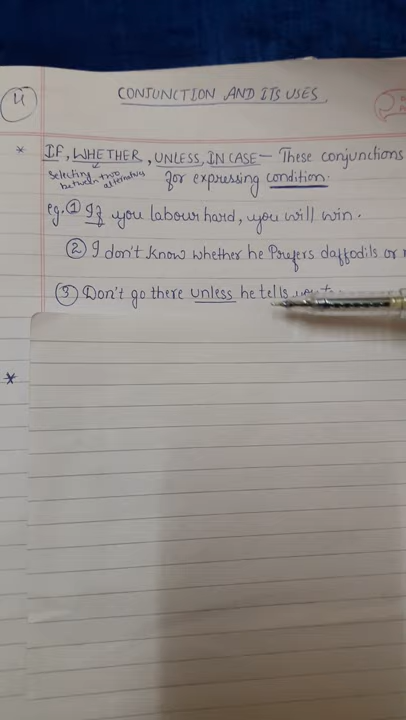 4
CONJUNCTION AND ITS USES
* IF, WHETHER, UNLESS, IN CASE — These conjunctions
selecting between two alternatives
for expressing condition.
eg. ① If you labour hard, you will win.
② I don't know whether he Prefers daffodils or
③ Don't go there unless he tells
*